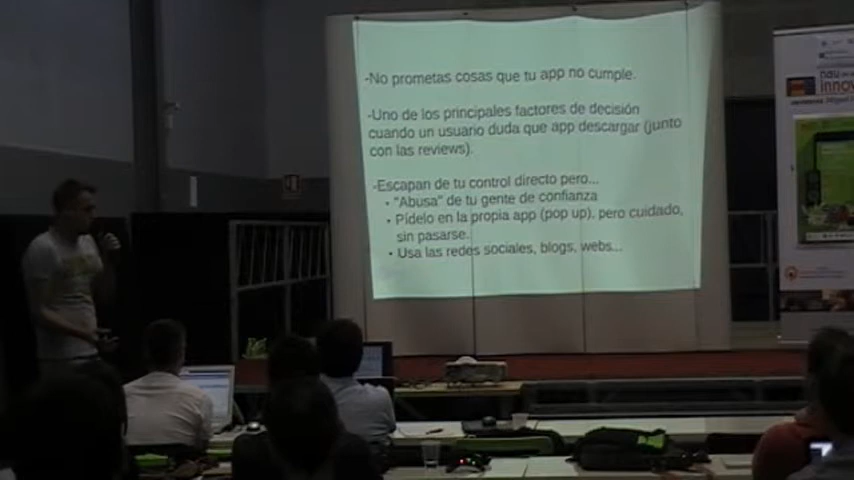 -No prometas cosas que tu app no cumple.
-Uno de los principales factores de decisión
cuando un usuario duda que app descargar (junto
con las reviews).
-Escapan de tu control directo pero...
• "Abusa" de tu gente de confianza
• Pídelo en la propia app (pop up), pero cuidado,
sin pasarse.
• Usa las redes sociales, blogs, webs...